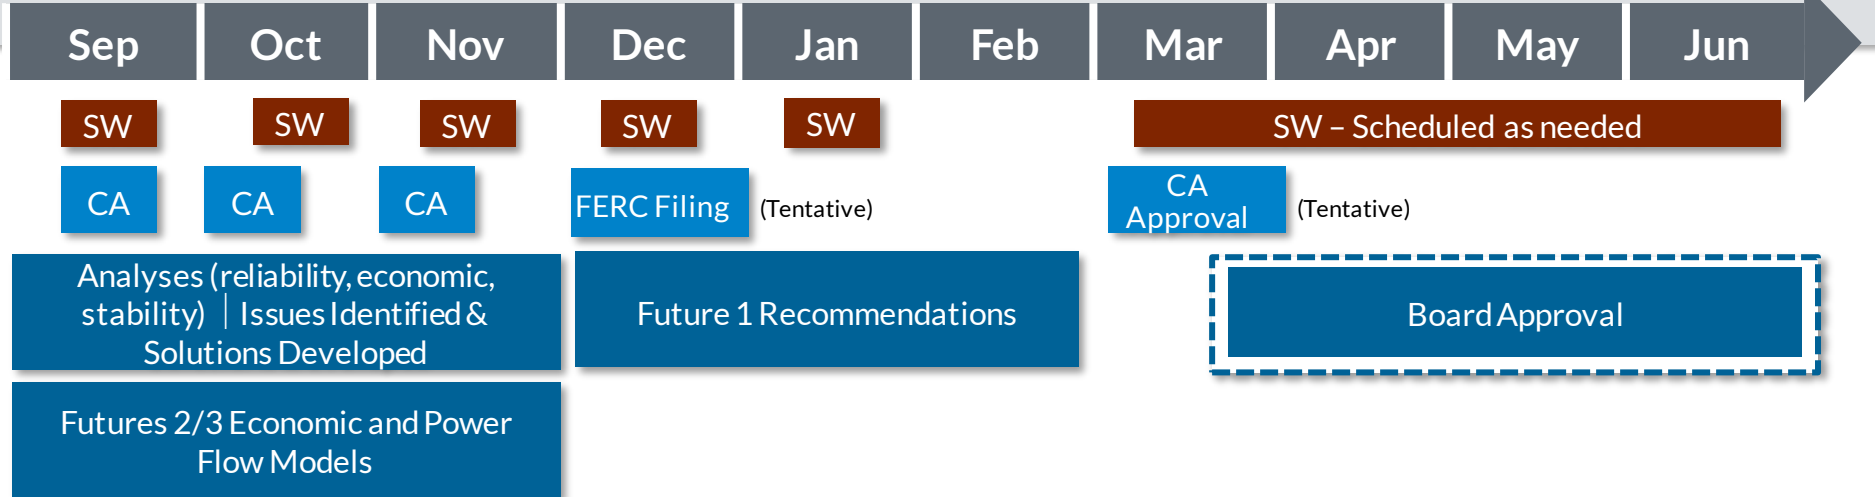 Sep Oct Nov Dec Jan Feb Mar Apr May Jun
SW SW SW SW SW SW – Scheduled as needed
CA CA CA FERC Filing (Tentative) CA
Approval (Tentative)
Analyses (reliability, economic,
stability) | Issues Identified &
Solutions Developed
Future 1 Recommendations
Board Approval
Futures 2/3 Economic and Power
Flow Models